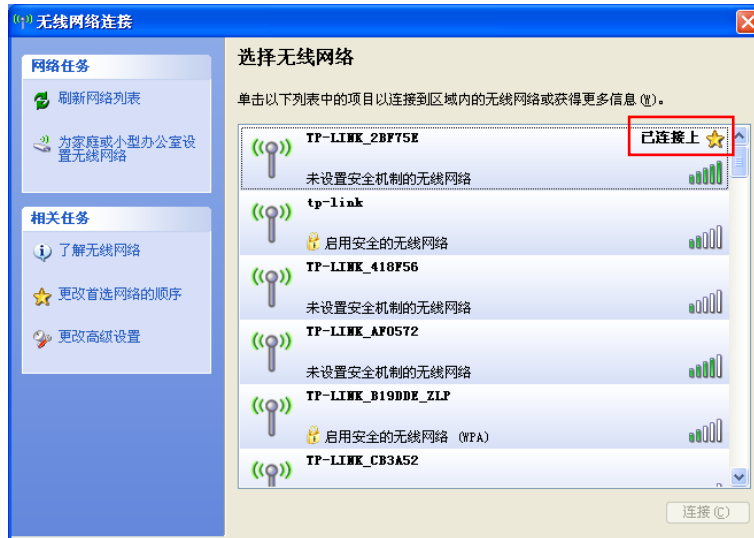 无线网络连接
网络任务
刷新网络列表
为家庭或小型办公室设
置无线网络
相关任务
了解无线网络
更改首选网络的顺序
更改高级设置
选择无线网络
单击以下列表中的项目以连接到区域内的无线网络或获得更多信息(W)。
TP-LINK_2BF75E 已连接上
未设置安全机制的无线网络
tp-link
启用安全的无线网络
TP-LINK_418F56
未设置安全机制的无线网络
TP-LINK_AF0572
未设置安全机制的无线网络
TP-LINK_B19DDE_ZLP
启用安全的无线网络 (WPA)
TP-LINK_CB3A52
连接(C)